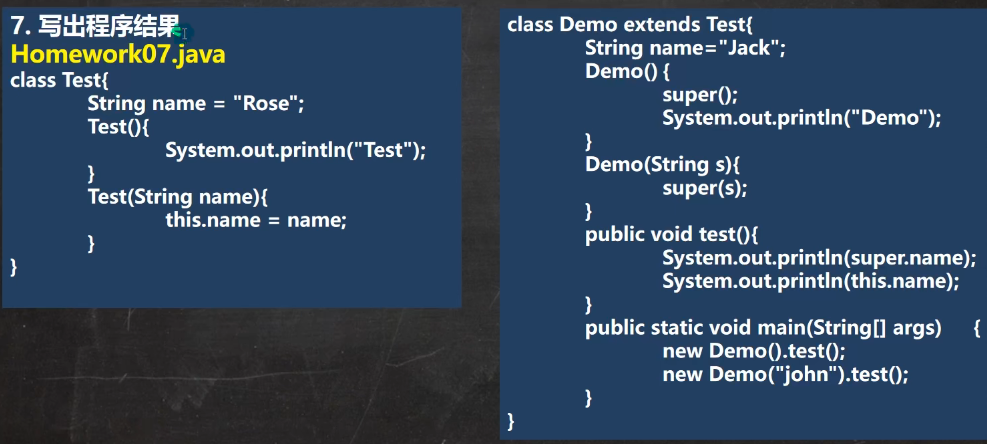 7. 写出程序结果
Homework07.java
class Test{
String name = "Rose";
Test(){
System.out.println("Test");
}
Test(String name){
this.name = name;
}
}
class Demo extends Test{
String name="Jack";
Demo() {
super();
System.out.println("Demo");
}
Demo(String s){
super(s);
}
public void test(){
System.out.println(super.name);
System.out.println(this.name);
}
public static void main(String[] args) {
new Demo().test();
new Demo("john").test();
}
}